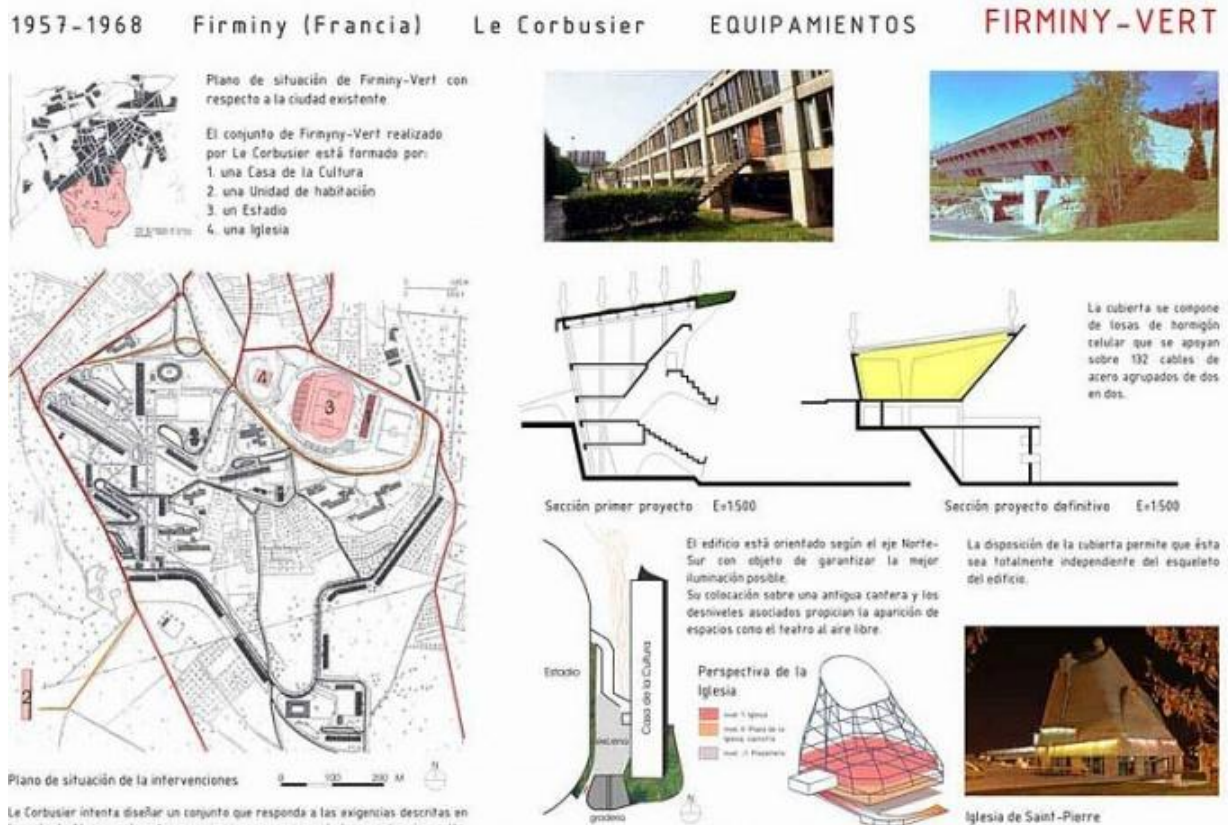 1957-1968 Firminy (Francia) Le Corbusier EQUIPAMIENTOS FIRMINY-VERT
Plano de situación de Firminy-Vert con
respecto a la ciudad existente.
El conjunto de Firmyny-Vert realizado
por Le Corbusier está formado por:
1. una Casa de la Cultura
2. una Unidad de habitación
3. un Estadio
4. una Iglesia
4
3
2
Plano de situación de la intervenciones
0 100 200 M
N
Le Corbusier intenta diseñar un conjunto que responda a las exigencias descritas en
La cubierta se compone
de losas de hormigón
celular que se apoyan
sobre 132 cables de
acero agrupados de dos
en dos.
Sección primer proyecto E=1:500
Sección proyecto definitivo E=1:500
El edificio está orientado según el eje Norte-
Sur con objeto de garantizar la mejor
iluminación posible.
Su colocación sobre una antigua cantera y los
desniveles asociados propician la aparición de
espacios como el teatro al aire libre.
La disposición de la cubierta permite que ésta
sea totalmente independiente del esqueleto
del edificio.
Estadio
Casa de la Cultura
gradería
N
Perspectiva de la
Iglesia
Iglesia de Saint-Pierre